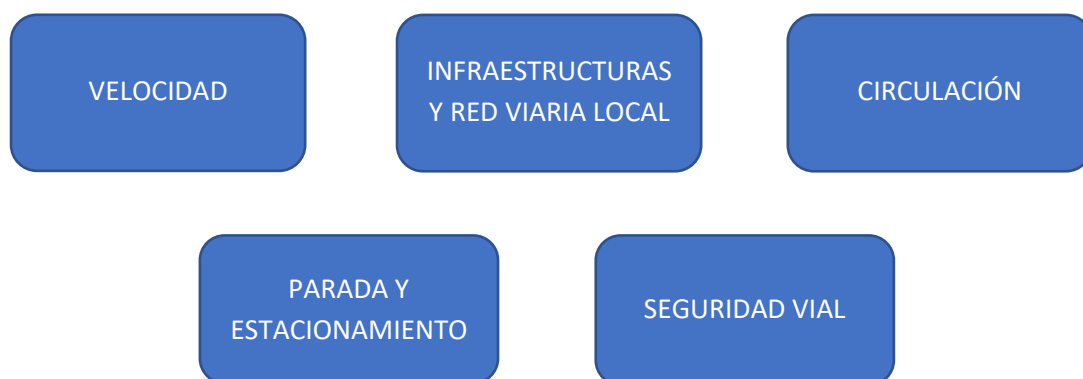 VELOCIDAD
INFRAESTRUCTURAS
Y RED VIARIA LOCAL
CIRCULACIÓN
PARADA Y
ESTACIONAMIENTO
SEGURIDAD VIAL